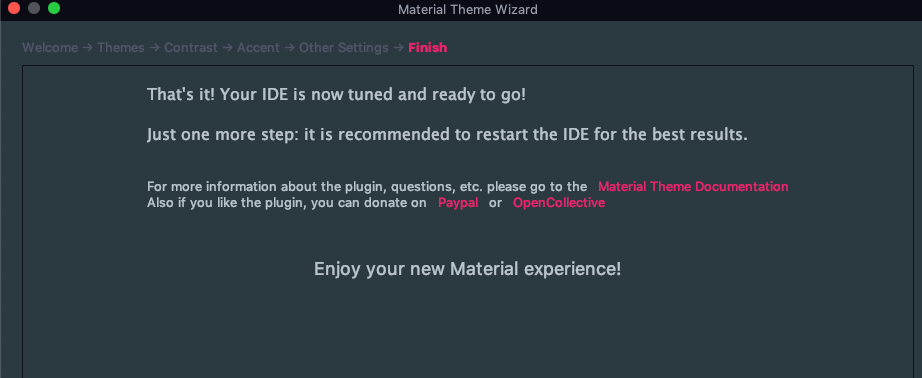 Material Theme Wizard
Welcome → Themes → Contrast → Accent → Other Settings → Finish
That's it! Your IDE is now tuned and ready to go!
Just one more step: it is recommended to restart the IDE for the best results.
For more information about the plugin, questions, etc. please go to the Material Theme Documentation
Also if you like the plugin, you can donate on Paypal or OpenCollective
Enjoy your new Material experience!